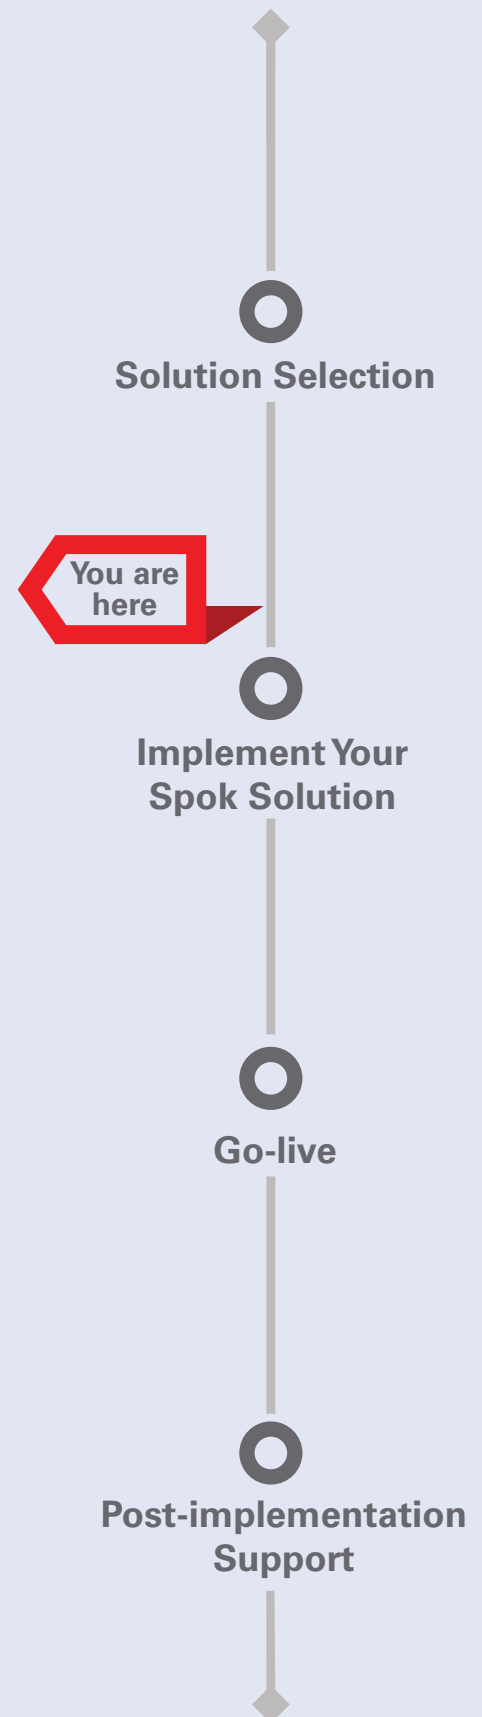 Solution Selection
You are
here
Implement Your
Spok Solution
Go-live
Post-implementation
Support